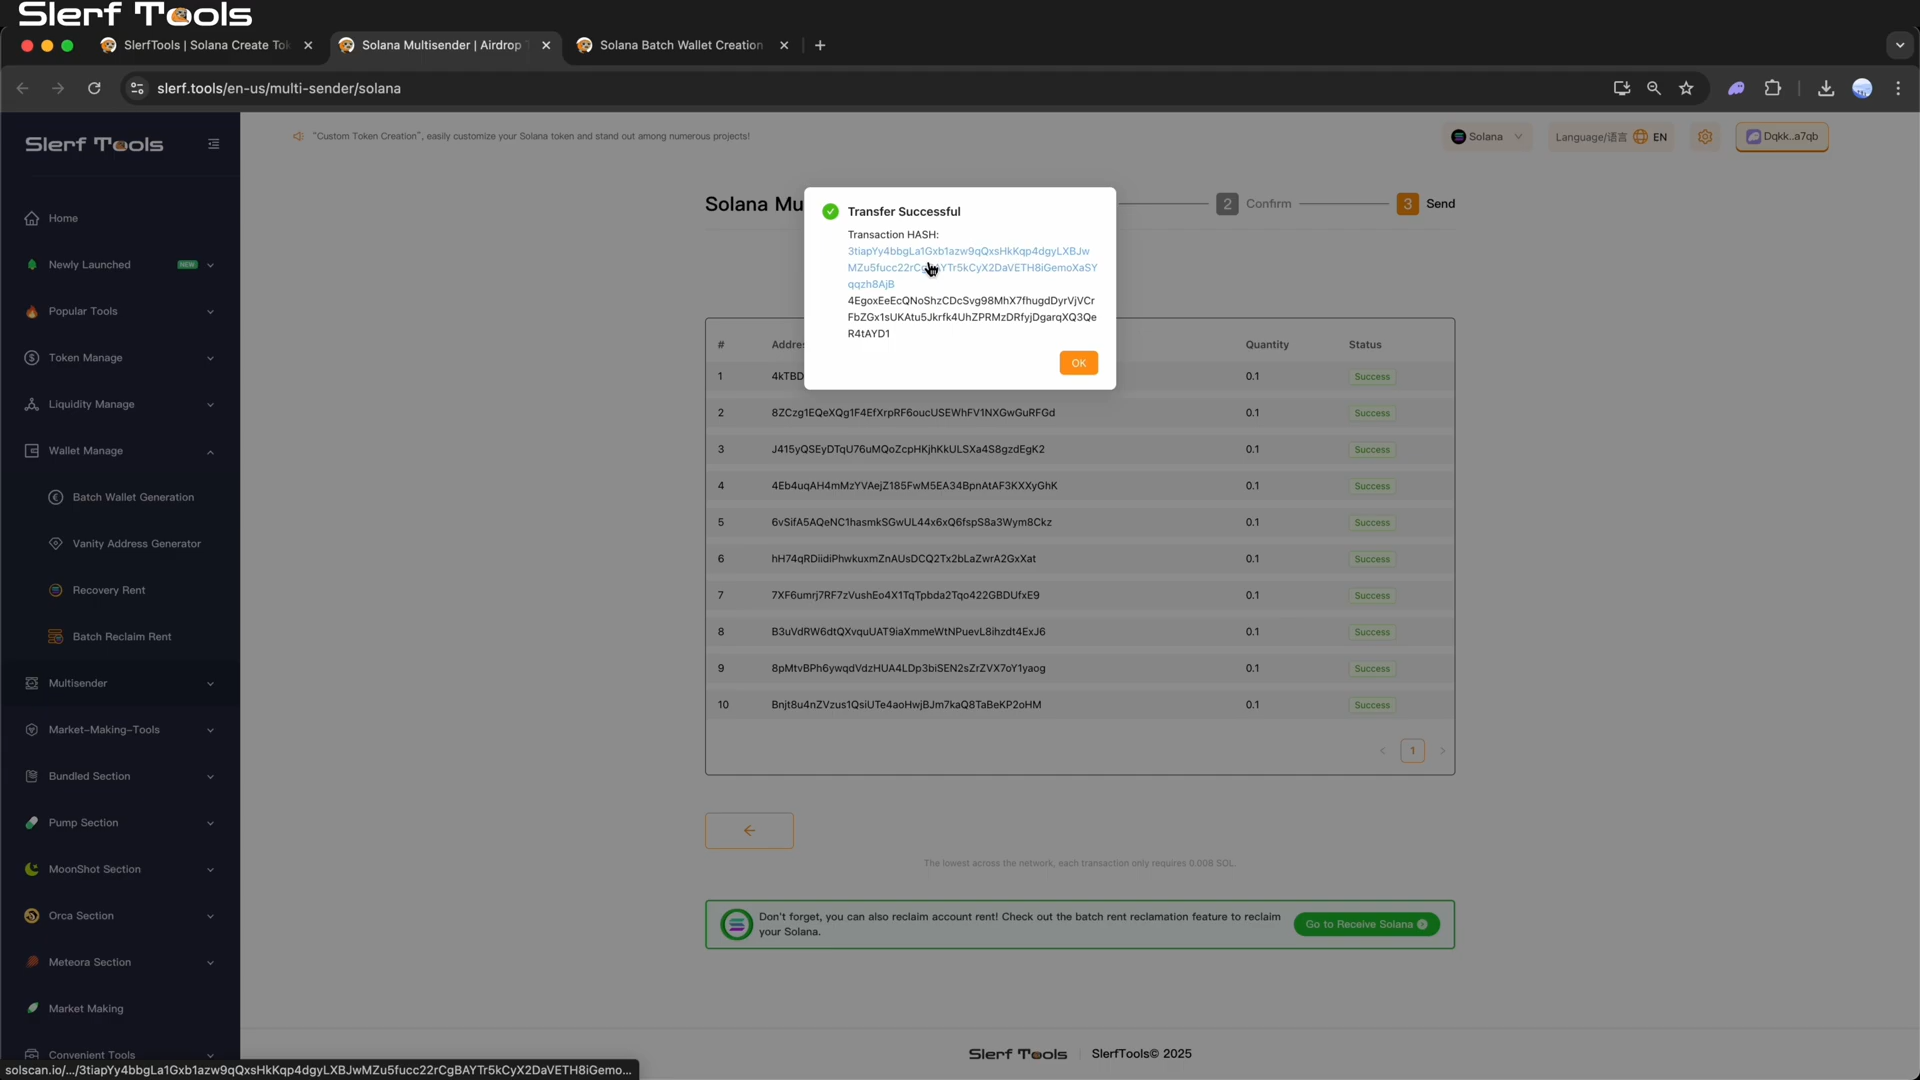 Slerf Tools
SlerfTools | Solana Create Tok
Solana Multisender | Airdrop T
Solana Batch Wallet Creation
slerf.tools/en-us/multi-sender/solana
Slerf Tools
"Custom Token Creation", easily customize your Solana token and stand out among numerous projects!
Solana
Language/语言 EN
Dqkk..a7qb
Home
Newly Launched NEW
Popular Tools
Token Manage
Liquidity Manage
Wallet Manage
Batch Wallet Generation
Vanity Address Generator
Recovery Rent
Batch Reclaim Rent
Multisender
Market-Making-Tools
Bundled Section
Pump Section
MoonShot Section
Orca Section
Meteora Section
Market Making
Convenient Tools
Solana Mu
2 Confirm
3 Send
Transfer Successful
Transaction HASH:
3tiapYy4bbgLa1Gxb1azw9qQxsHkKqp4dgyLXBJw
MZu5fucc22rCgBAYTr5kCyX2DaVETH8iGemoXaSY
qqzh8AjB
4EgoxEeEcQNoShzCDcSvg98MhX7fhugdDyrVjVCr
FbZGx1sUKAtu5Jkrfk4UhZPRMzDRfyjDgarqXQ3Qe
R4tAYD1
OK
# Addre Quantity Status
1 4kTBD 0.1 Success
2 8ZCzg1EQeXQg1F4EfXrpRF6oucUSEWhFV1NXGwGuRFGd 0.1 Success
3 J415yQSEyDTqU76uMQoZcpHKjhKkULSXa4S8gzdEgK2 0.1 Success
4 4Eb4uqAH4mMzYVAejZ185FwM5EA34BpnAtAF3KXXyGhK 0.1 Success
5 6vSifA5AQeNC1hasmkSGwUL44x6xQ6fspS8a3Wym8Ckz 0.1 Success
6 hH74qRDiidiPhwkuxmZnAUsDCQ2Tx2bLaZwrA2GxXat 0.1 Success
7 7XF6umrj7RF7zVushEo4X1TqTpbda2Tqo422GBDUfxE9 0.1 Success
8 B3uVdRW6dtQXvquUAT9iaXmmeWtNPuevL8ihzdt4ExJ6 0.1 Success
9 8pMtvBPh6ywqdVdzHUA4LDp3biSEN2sZrZVX7oY1yaog 0.1 Success
10 Bnjt8u4nZVzus1QsiUTe4aoHwjBJm7kaQ8TaBeKP2oHM 0.1 Success
1
The lowest across the network, each transaction only requires 0.008 SOL.
Don't forget, you can also reclaim account rent! Check out the batch rent reclamation feature to reclaim
your Solana.
Go to Receive Solana
Slerf Tools SlerfTools© 2025
solscan.io/.../3tiapYy4bbgLa1Gxb1azw9qQxsHkKqp4dgyLXBJwMZu5fucc22rCgBAYTr5kCyX2DaVETH8iGemo...